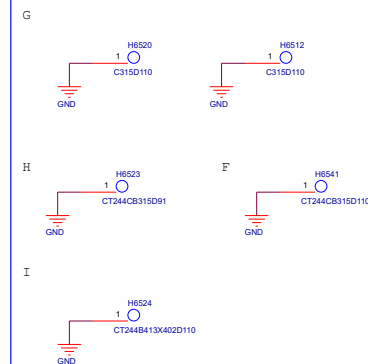 G
H6520 H6512
1 1
C315D110 C315D110
GND GND
H F
H6523 H6541
1 1
CT244CB315D91 CT244CB315D110
GND GND
I
H6524
1
CT244B413X402D110
GND